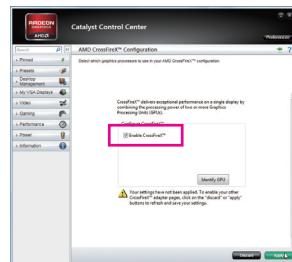 RADEON
GRAPHICS
AMD
Catalyst Control Center
Preferences
Search
AMD CrossFireX™ Configuration
Pinned
Select which graphics processors to use in your AMD CrossFireX™ configuration.
Presets
Desktop
Management
My VGA Displays
Video
Gaming
Performance
Power
Information
CrossFireX™ delivers exceptional performance on a single display by
combining the processing power of two or more Graphics
Processing Units (GPUs).
Configure CrossFireX™
Enable CrossFireX™
Identify GPU
Your settings have not been applied. To enable your other
CrossFireX™ adapter pages, click on the "discard" or "apply"
buttons to refresh and save your settings.
Discard
Apply